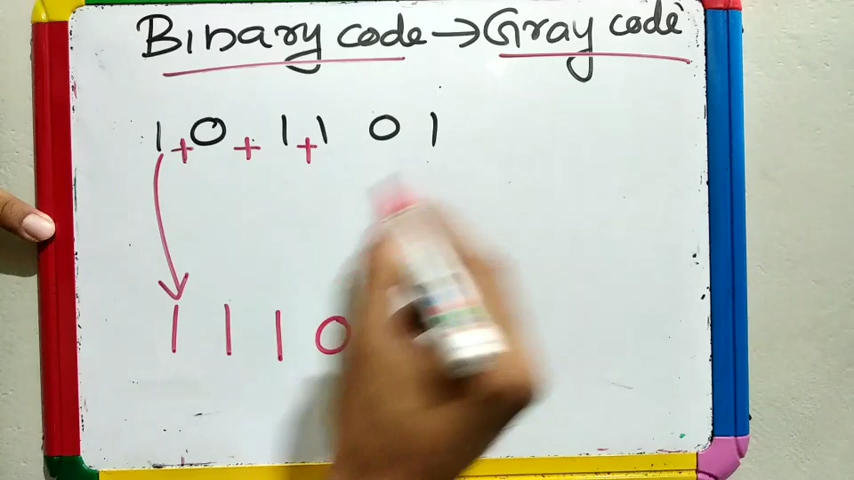 Binary code → Gray code
1 + 0 + 1 + 1 0 1
1 1 1 0